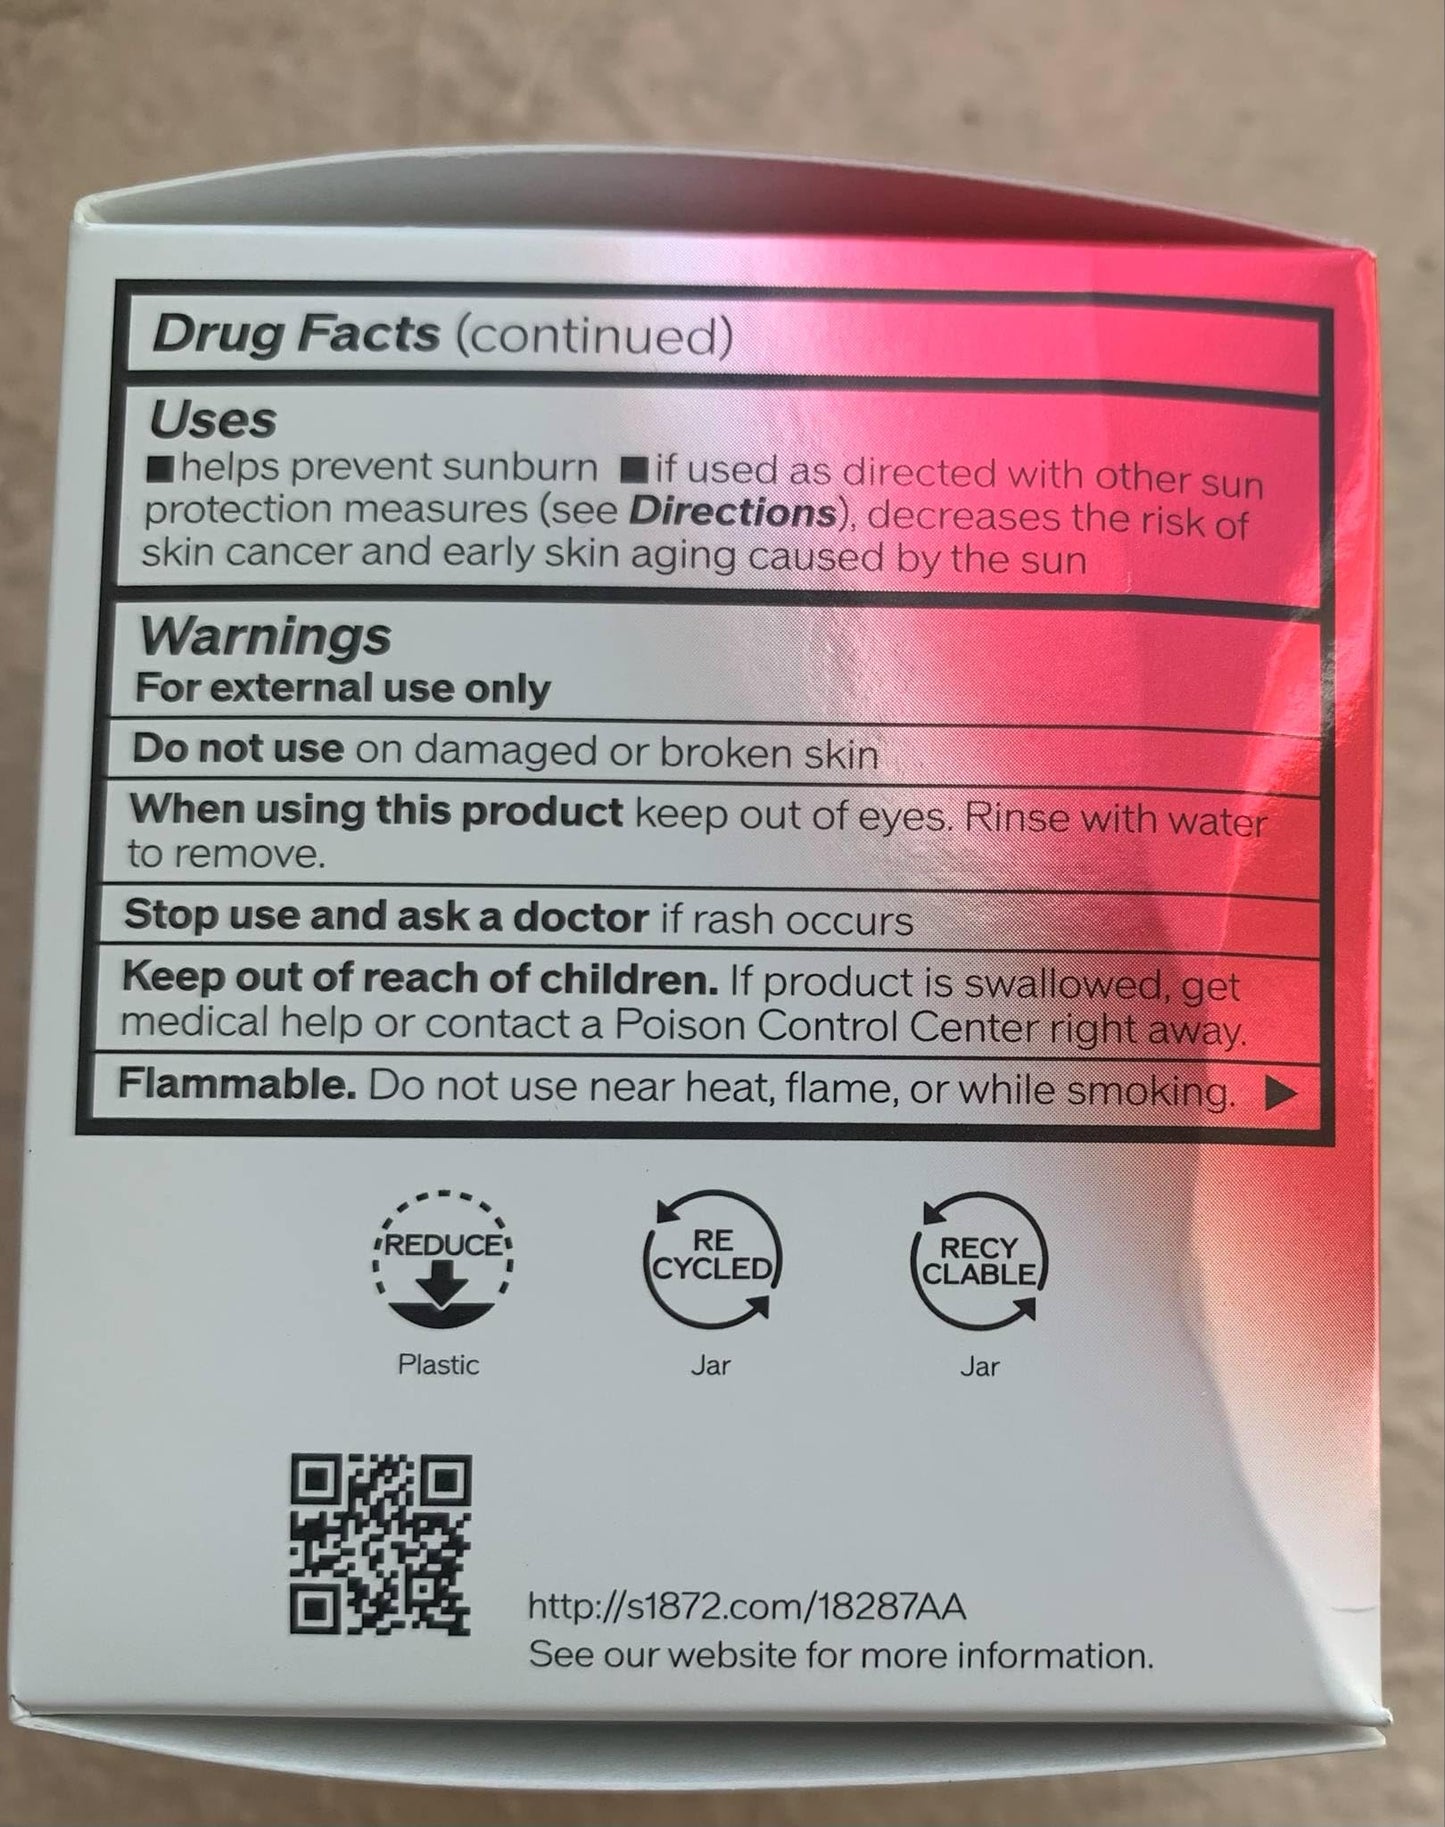 Drug Facts (continued)
Uses
■ helps prevent sunburn ■ if used as directed with other sun
protection measures (see Directions), decreases the risk of
skin cancer and early skin aging caused by the sun
Warnings
For external use only
Do not use on damaged or broken skin
When using this product keep out of eyes. Rinse with water
to remove.
Stop use and ask a doctor if rash occurs
Keep out of reach of children. If product is swallowed, get
medical help or contact a Poison Control Center right away.
Flammable. Do not use near heat, flame, or while smoking. ▶
REDUCE
Plastic
RE
CYCLED
Jar
RECY
CLABLE
Jar
http://s1872.com/18287AA
See our website for more information.